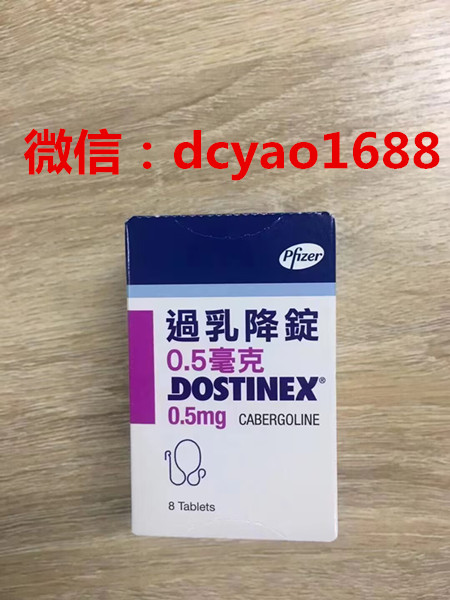 微信：dcyao1688
Pfizer
過乳降錠
0.5毫克
DOSTINEX®
0.5mg CABERGOLINE
8 Tablets